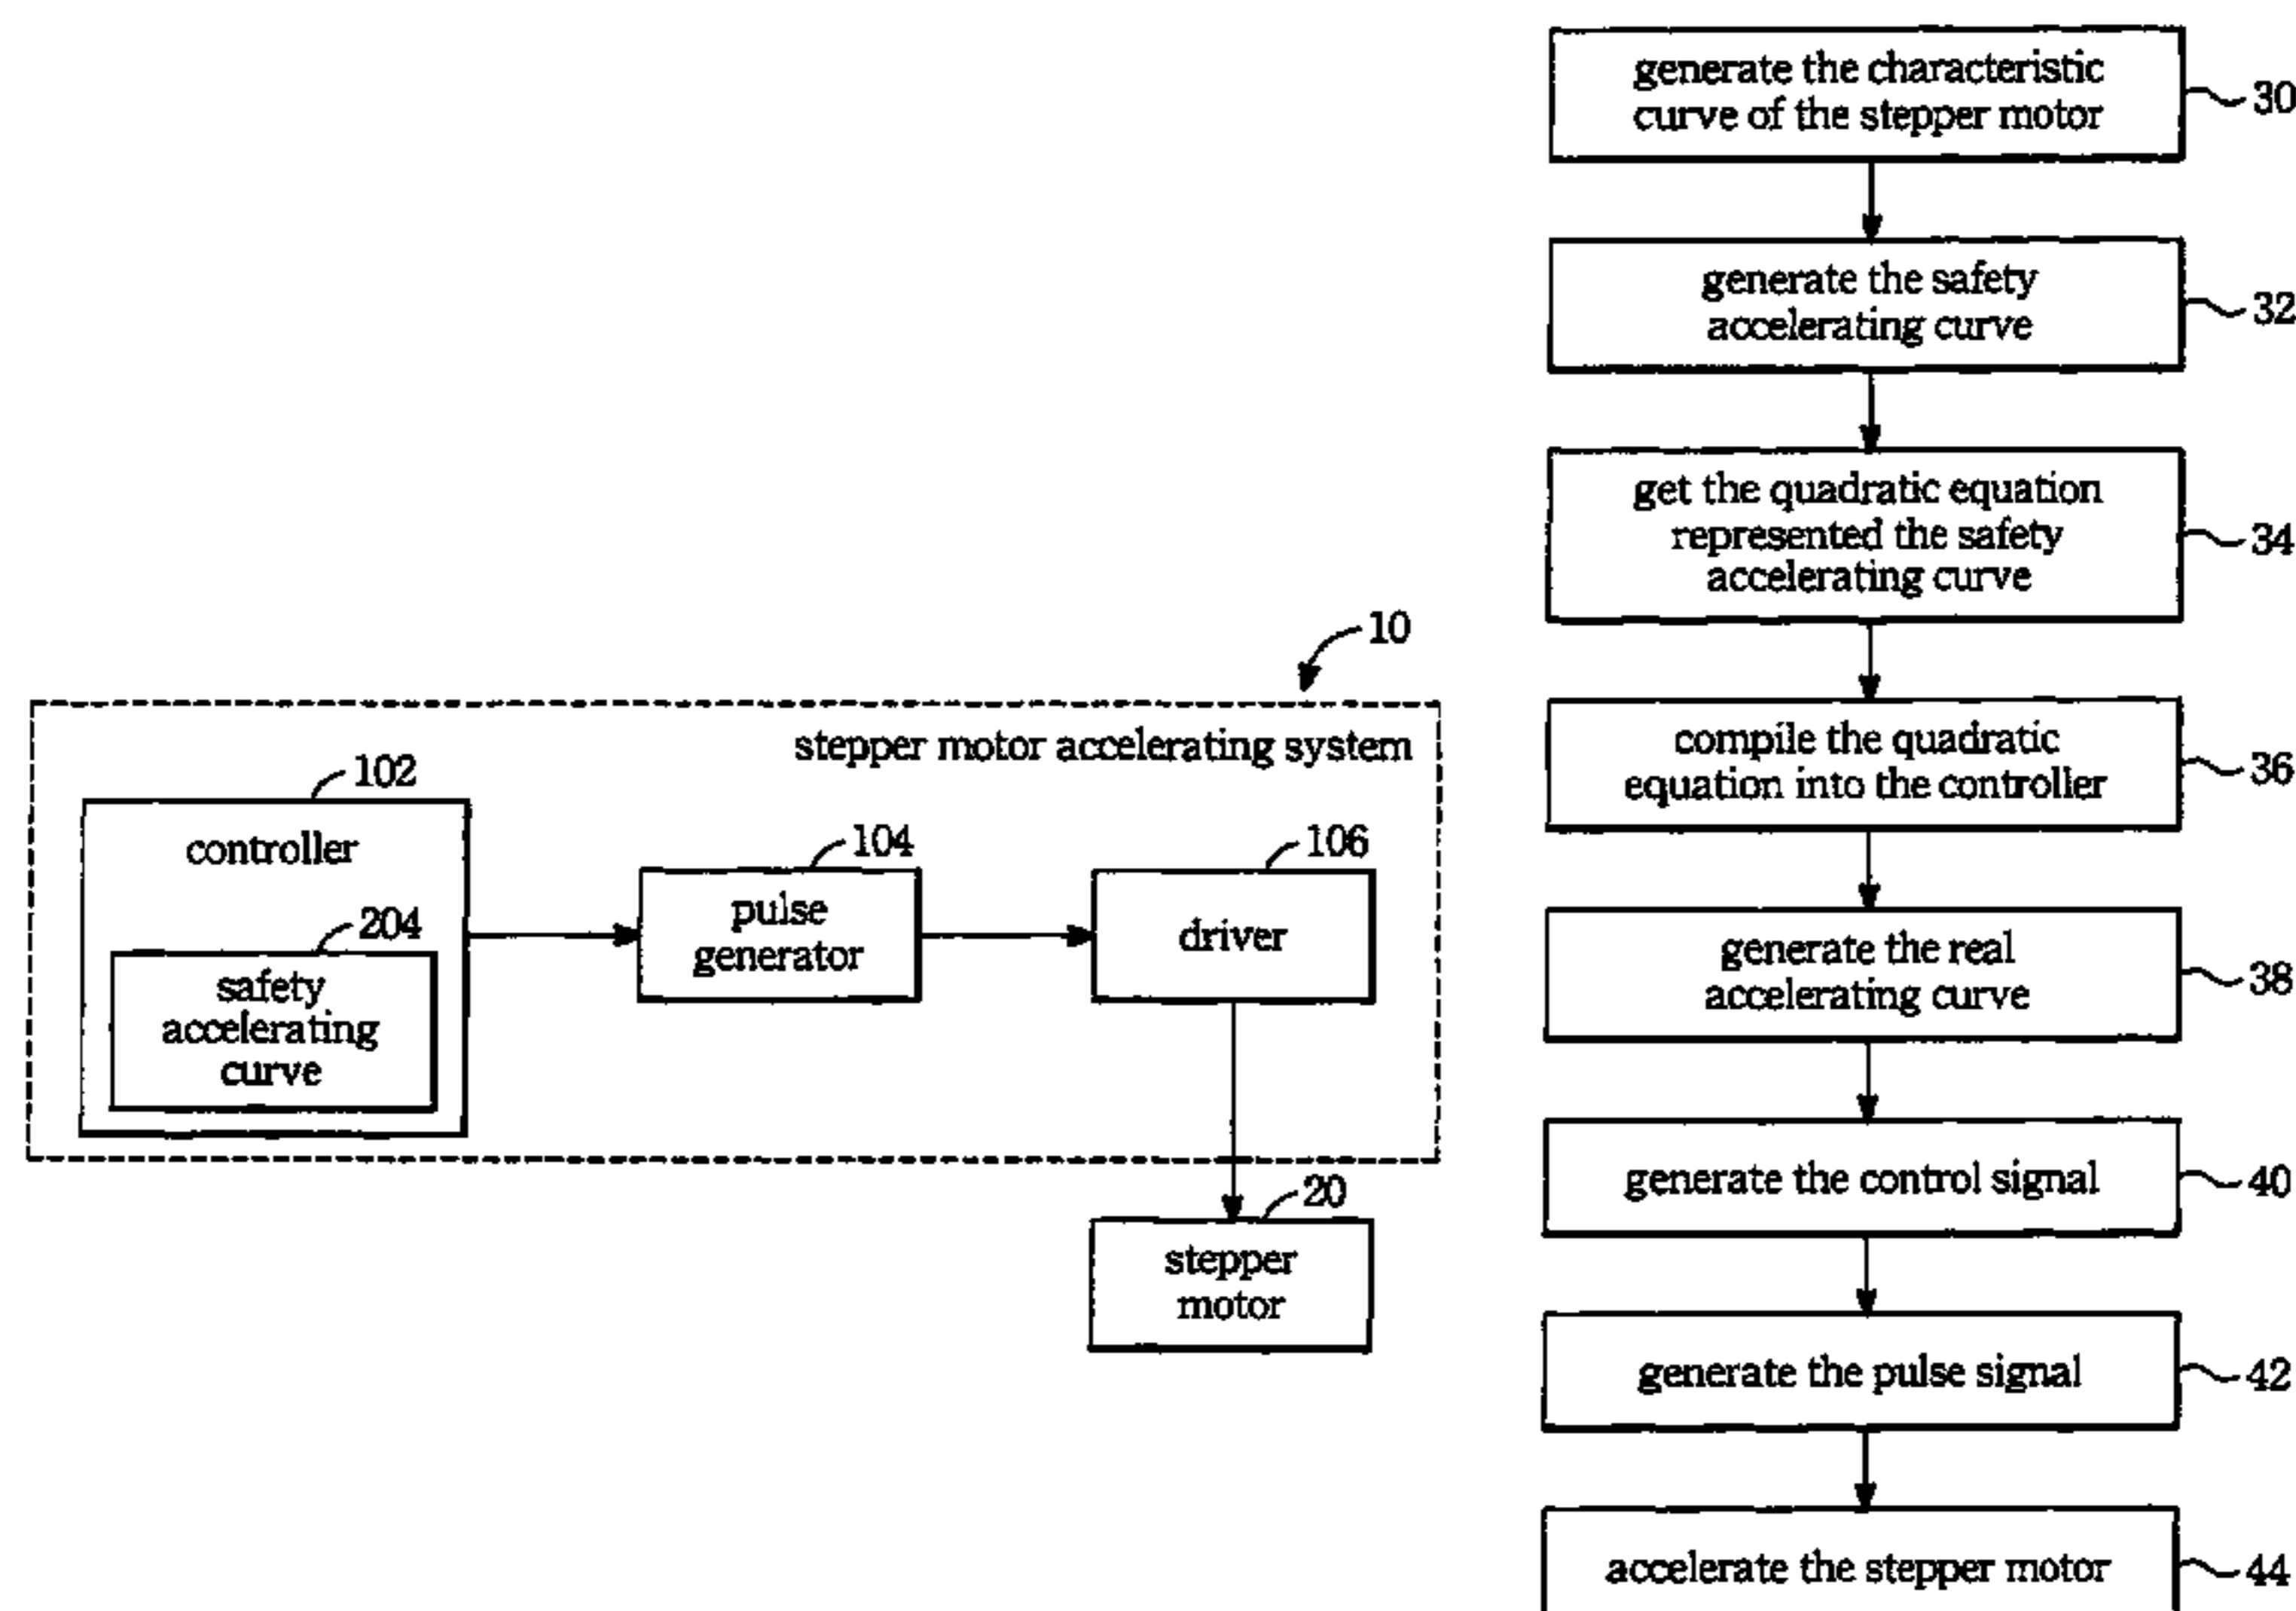 10
stepper motor accelerating system
102
controller
204
safety
accelerating
curve
104
pulse
generator
106
driver
20
stepper
motor
generate the characteristic
curve of the stepper motor
30
generate the safety
accelerating curve
32
get the quadratic equation
represented the safety
accelerating curve
34
compile the quadratic
equation into the controller
36
generate the real
accelerating curve
38
generate the control signal
40
generate the pulse signal
42
accelerate the stepper motor
44